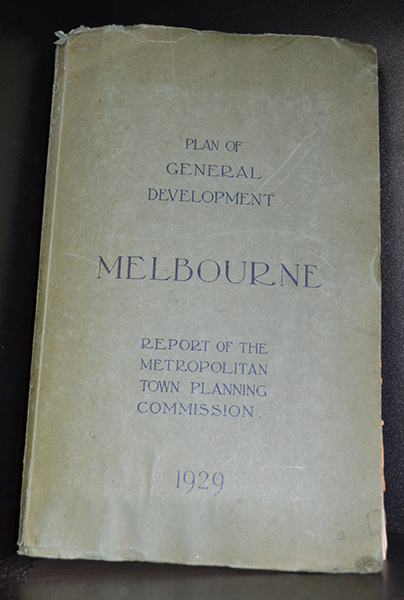 PLAN OF
GENERAL
DEVELOPMENT
MELBOURNE
REPORT OF THE
METROPOLITAN
TOWN PLANNING
COMMISSION.
1929